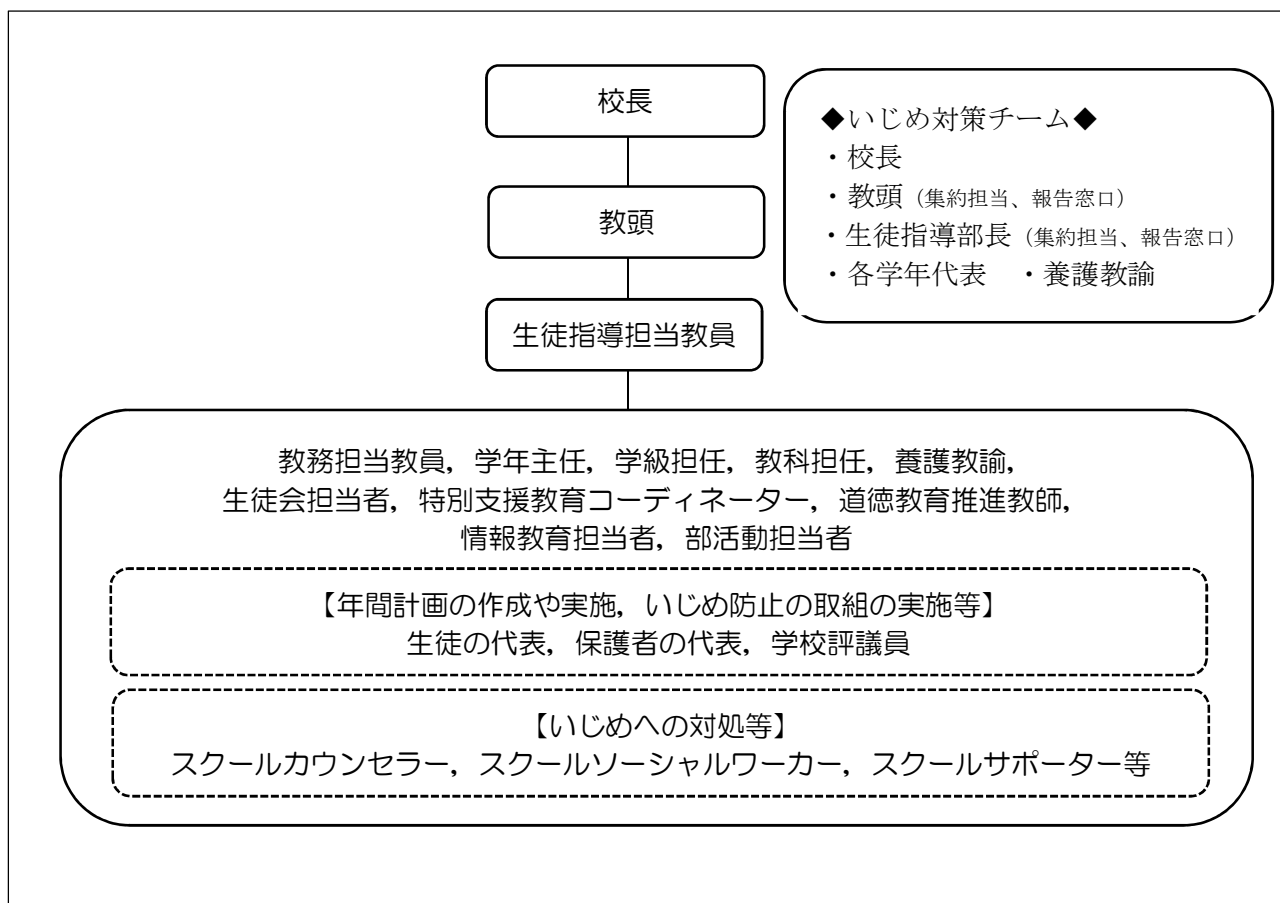 校長
教頭
生徒指導担当教員
◆いじめ対策チーム◆
・校長
・教頭（集約担当、報告窓口）
・生徒指導部長（集約担当、報告窓口）
・各学年代表　・養護教諭
教務担当教員，学年主任，学級担任，教科担任，養護教諭，
生徒会担当者，特別支援教育コーディネーター，道徳教育推進教師，
情報教育担当者，部活動担当者
【年間計画の作成や実施，いじめ防止の取組の実施等】
生徒の代表，保護者の代表，学校評議員
【いじめへの対処等】
スクールカウンセラー，スクールソーシャルワーカー，スクールサポーター等